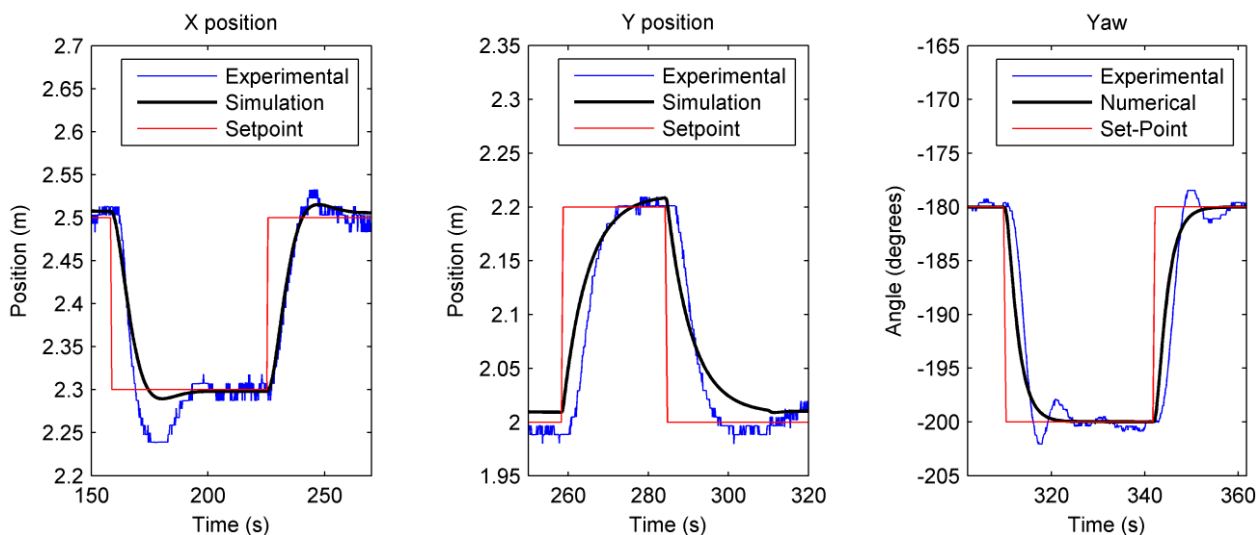 X position
2.7
2.65
2.6
2.55
2.5
2.45
2.4
2.35
2.3
2.25
2.2
Position (m)
150
200
250
Time (s)
Experimental
Simulation
Setpoint
Y position
2.35
2.3
2.25
2.2
2.15
2.1
2.05
2
1.95
Position (m)
260
280
300
320
Time (s)
Experimental
Simulation
Setpoint
Yaw
-165
-170
-175
-180
-185
-190
-195
-200
-205
Angle (degrees)
320
340
360
Time (s)
Experimental
Numerical
Set-Point